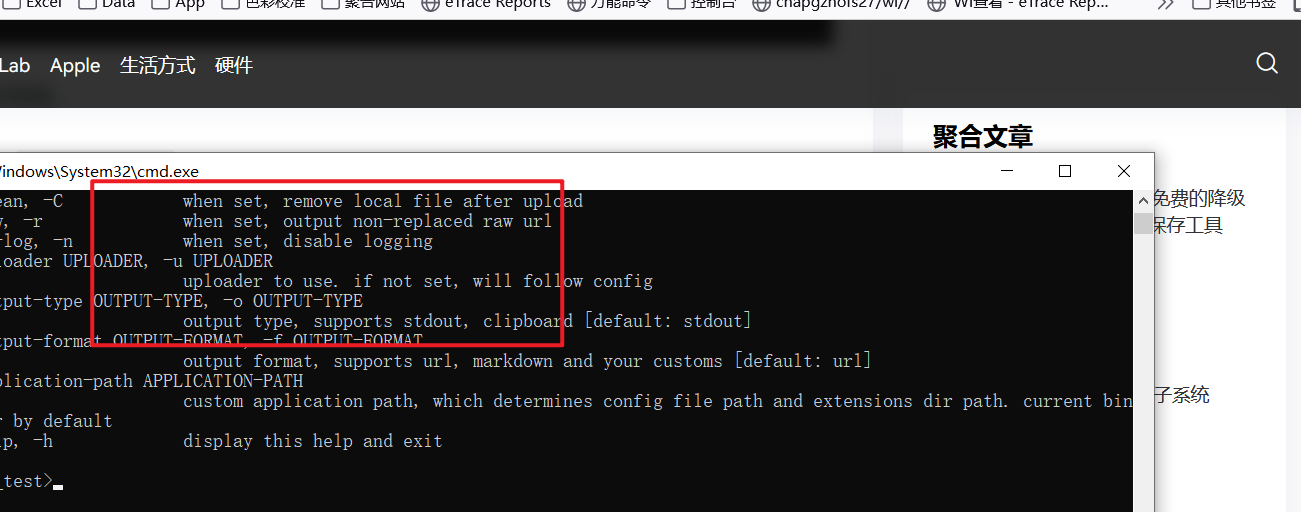 Excel Data App 色彩校准 聚合网站 eTrace Reports 万能命令 控制台 WI查看 - eTrace Rep... 其他书签
Lab Apple 生活方式 硬件
聚合文章
免费的降级
保存工具
子系统
indows\System32\cmd.exe
ean, -C when set, remove local file after upload
, -r when set, output non-replaced raw url
-log, -n when set, disable logging
loader UPLOADER, -u UPLOADER
uploader to use. if not set, will follow config
tput-type OUTPUT-TYPE, -o OUTPUT-TYPE
output type, supports stdout, clipboard [default: stdout]
tput-format OUTPUT-FORMAT, -f OUTPUT-FORMAT
output format, supports url, markdown and your customs [default: url]
plication-path APPLICATION-PATH
custom application path, which determines config file path and extensions dir path. current bin
r by default
lp, -h display this help and exit
_test>